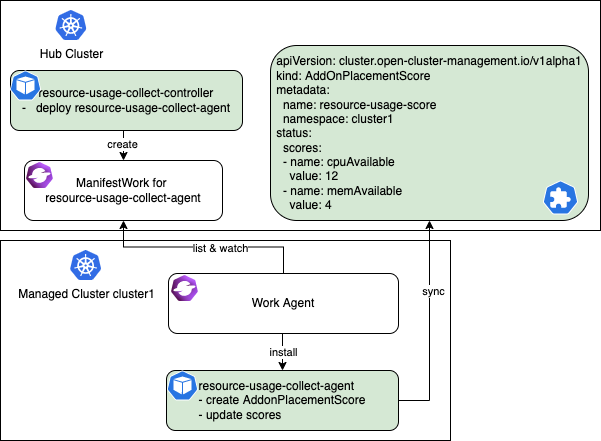 Hub Cluster
resource-usage-collect-controller
- deploy resource-usage-collect-agent
create
ManifestWork for
resource-usage-collect-agent
apiVersion: cluster.open-cluster-management.io/v1alpha1
kind: AddOnPlacementScore
metadata:
name: resource-usage-score
namespace: cluster1
status:
scores:
- name: cpuAvailable
value: 12
- name: memAvailable
value: 4
list & watch
Managed Cluster cluster1
Work Agent
sync
install
resource-usage-collect-agent
- create AddonPlacementScore
- update scores